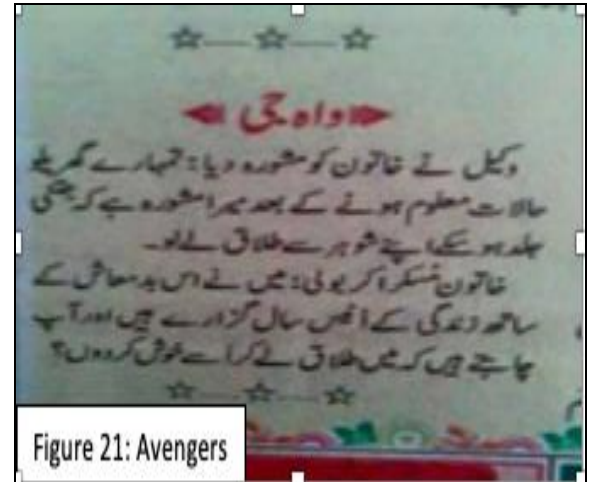 واہ جی
وکیل نے خاتون کو مشورہ دیا: تمہارے گھریلو
حالات معلوم ہونے کے بعد میرا مشورہ ہے کہ جتنی
جلد ہو سکے اپنے شوہر سے طلاق لے لو۔
خاتون مُسکرا کر بولی: میں نے اس بدمعاش کے
ساتھ زندگی کے انیس سال گزارے ہیں اور آپ
چاہتے ہیں کہ میں طلاق لے کر اُسے خوش کر دوں؟
Figure 21: Avengers